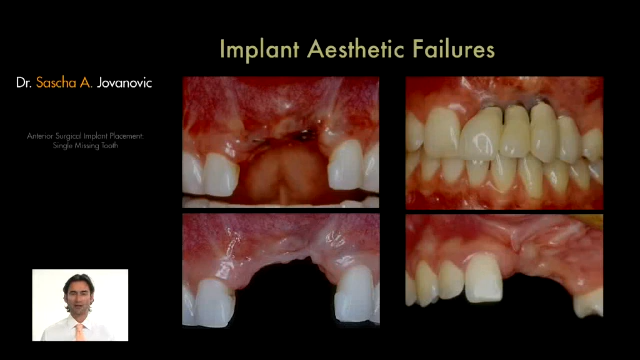 Implant Aesthetic Failures
Dr. Sascha A. Jovanovic
Anterior Surgical Implant Placement:
Single Missing Tooth